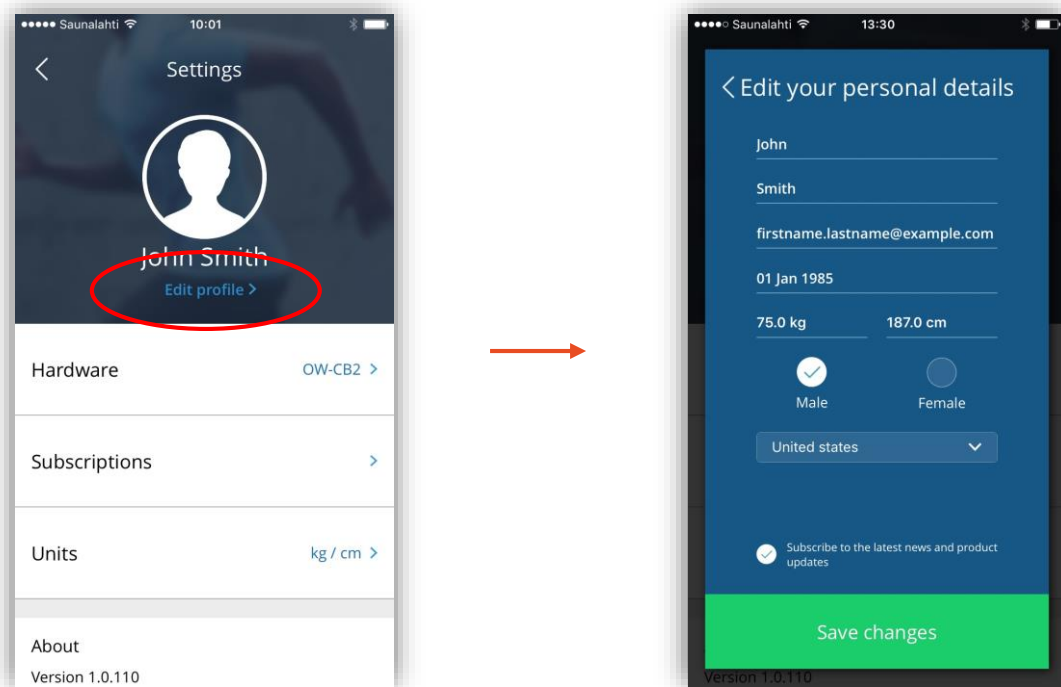 Saunalahti 10:01
Settings
John Smith
Edit profile >
Hardware OW-CB2 >
Subscriptions >
Units kg / cm >
About
Version 1.0.110
Saunalahti 13:30
Edit your personal details
John
Smith
firstname.lastname@example.com
01 Jan 1985
75.0 kg 187.0 cm
Male Female
United states
Subscribe to the latest news and product
updates
Save changes
Version 1.0.110